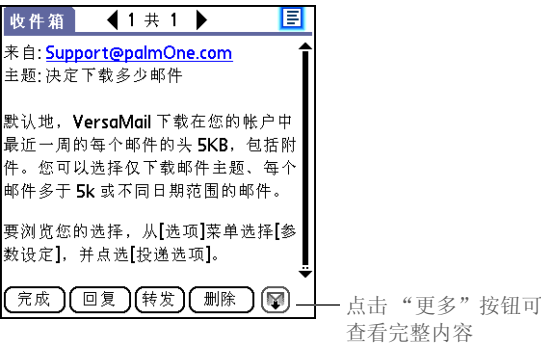 收件箱 1 共 1
来自: Support@palmOne.com
主题: 决定下载多少邮件
默认地，VersaMail 下载在您的帐户中
最近一周的每个邮件的头 5KB，包括附
件。您可以选择仅下载邮件主题、每个
邮件多于 5k 或不同日期范围的邮件。
要浏览您的选择，从[选项]菜单选择[参
数设定]，并点选[投递选项]。
完成 回复 转发 删除
点击“更多”按钮可
查看完整内容